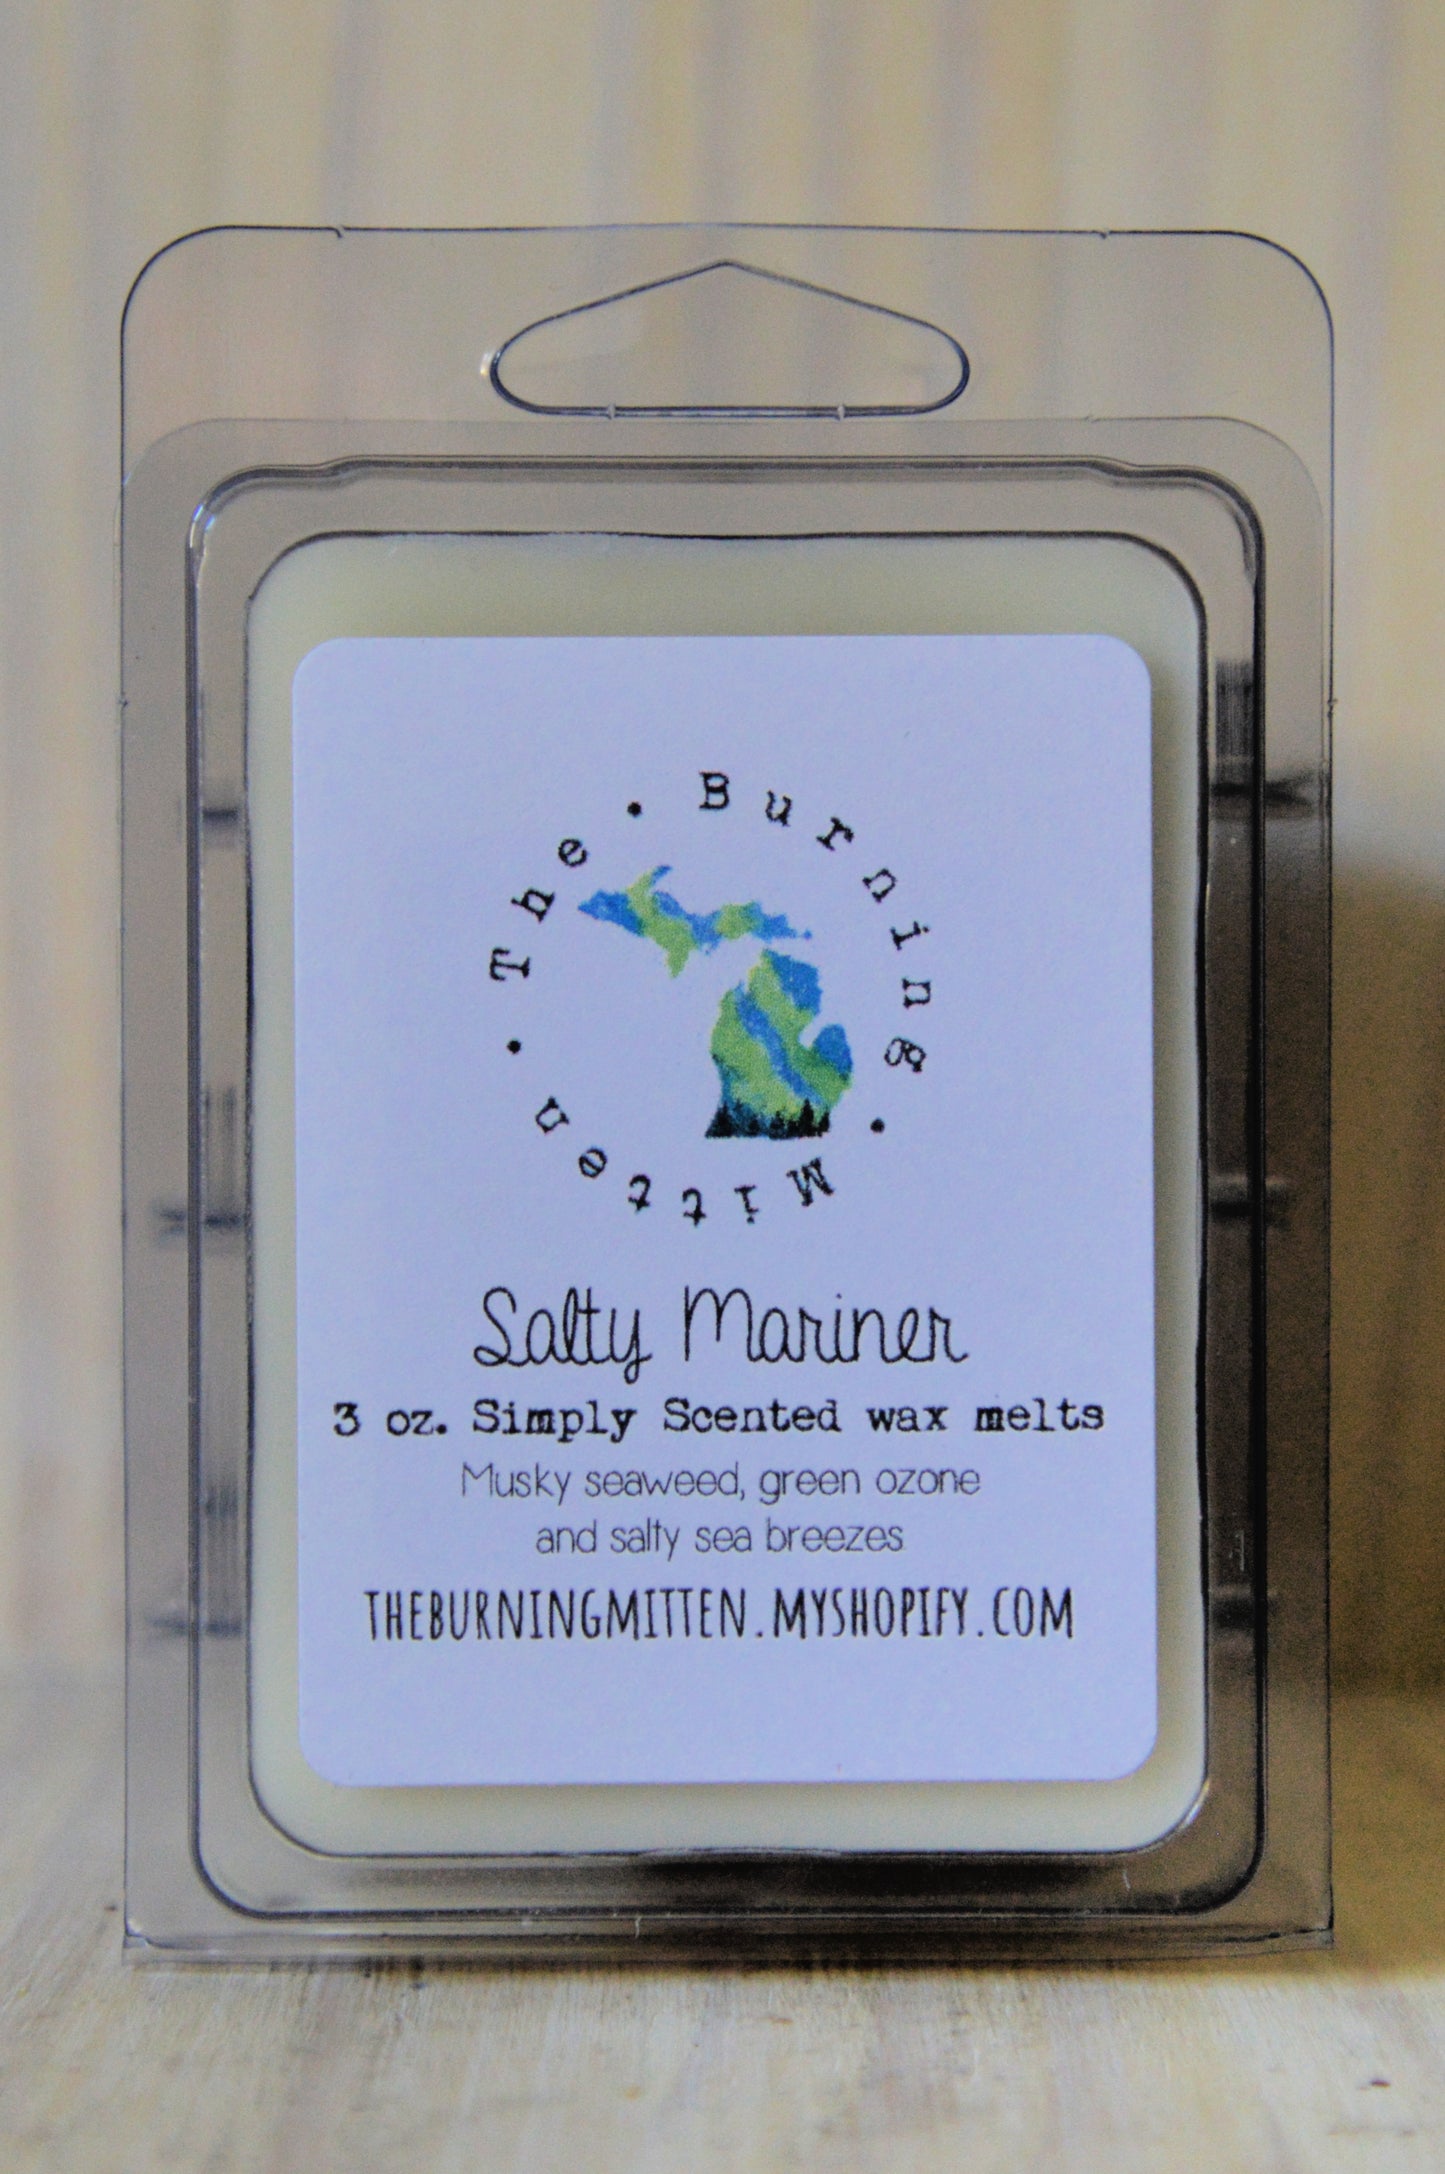 The • Burning • Mitten •
Salty Mariner
3 oz. Simply Scented wax melts
Musky seaweed, green ozone
and salty sea breezes
THEBURNINGMITTEN.MYSHOPIFY.COM